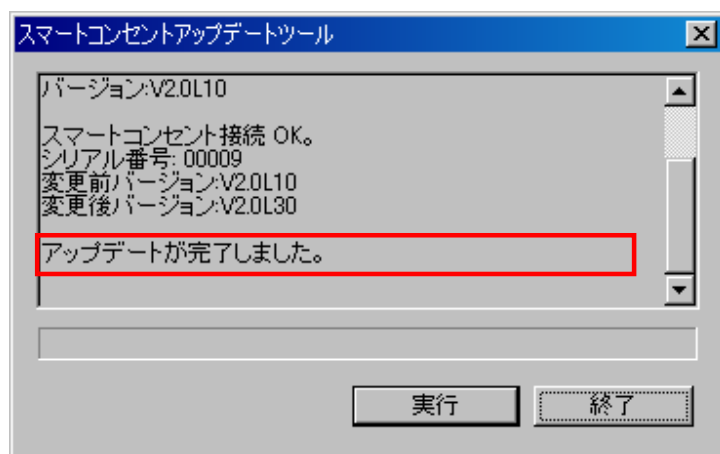 スマートコンセントアップデートツール
バージョン:V2.0L10
スマートコンセント接続 OK。
シリアル番号: 00009
変更前バージョン:V2.0L10
変更後バージョン:V2.0L30
アップデートが完了しました。
実行
終了